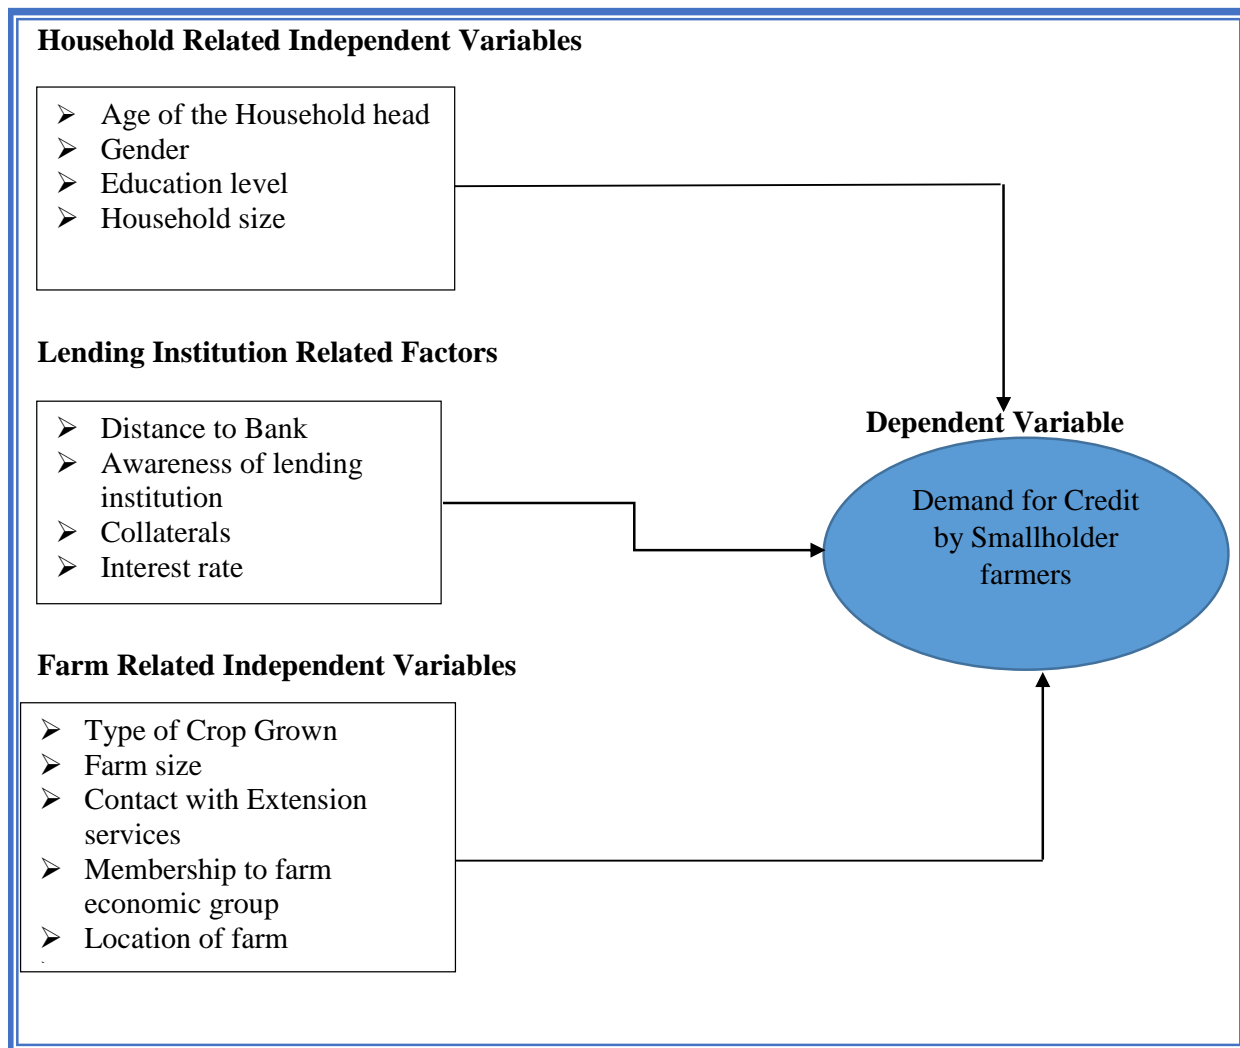 Household Related Independent Variables
➢ Age of the Household head
➢ Gender
➢ Education level
➢ Household size
Lending Institution Related Factors
➢ Distance to Bank
➢ Awareness of lending
institution
➢ Collaterals
➢ Interest rate
Dependent Variable
Demand for Credit
by Smallholder
farmers
Farm Related Independent Variables
➢ Type of Crop Grown
➢ Farm size
➢ Contact with Extension
services
➢ Membership to farm
economic group
➢ Location of farm